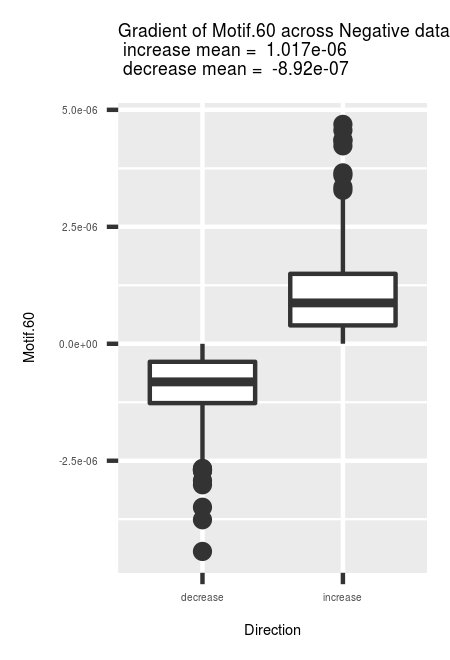 Gradient of Motif.60 across Negative data
increase mean =  1.017e-06
decrease mean =  -8.92e-07
5.0e-06
2.5e-06
0.0e+00
-2.5e-06
Motif.60
decrease
increase
Direction